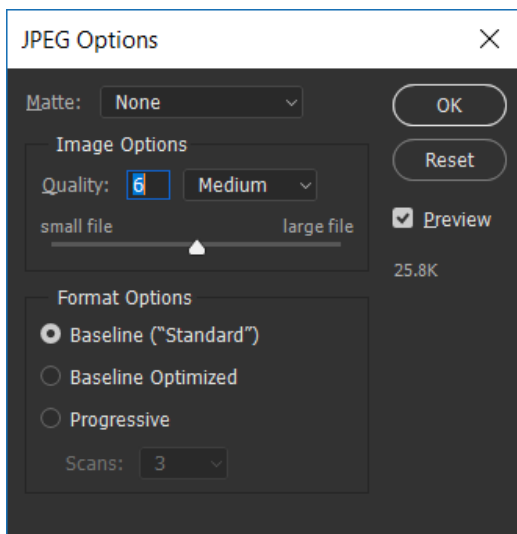 JPEG Options
Matte: None
OK
Image Options
Reset
Quality: 6 Medium
Preview
small file large file
25.8K
Format Options
Baseline (“Standard”)
Baseline Optimized
Progressive
Scans: 3